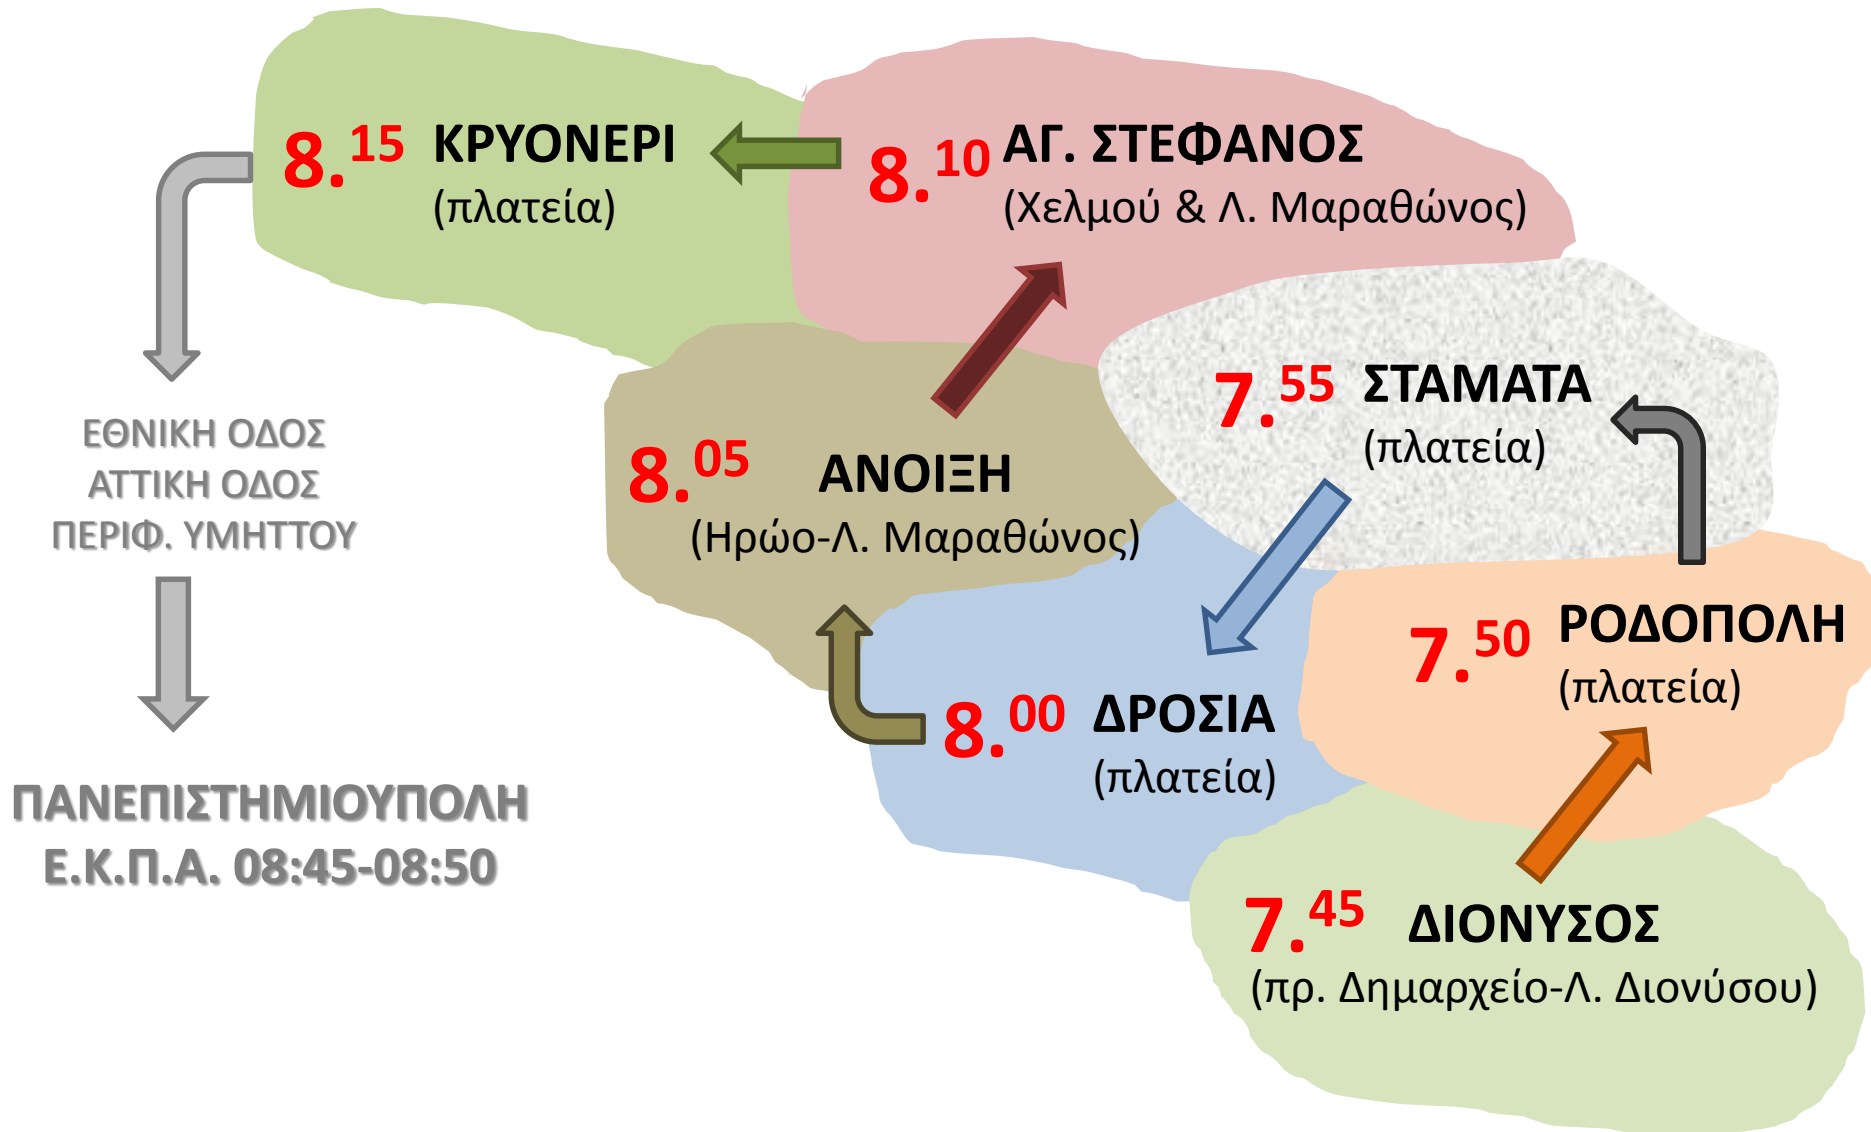 8.15 ΚΡΥΟΝΕΡΙ
(πλατεία)
8.10 ΑΓ. ΣΤΕΦΑΝΟΣ
(Χελμού & Λ. Μαραθώνος)
7.55 ΣΤΑΜΑΤΑ
(πλατεία)
8.05 ΑΝΟΙΞΗ
(Ηρώο-Λ. Μαραθώνος)
ΕΘΝΙΚΗ ΟΔΟΣ
ΑΤΤΙΚΗ ΟΔΟΣ
ΠΕΡΙΦ. ΥΜΗΤΤΟΥ
7.50 ΡΟΔΟΠΟΛΗ
(πλατεία)
8.00 ΔΡΟΣΙΑ
(πλατεία)
ΠΑΝΕΠΙΣΤΗΜΙΟΥΠΟΛΗ
Ε.Κ.Π.Α. 08:45-08:50
7.45 ΔΙΟΝΥΣΟΣ
(πρ. Δημαρχείο-Λ. Διονύσου)